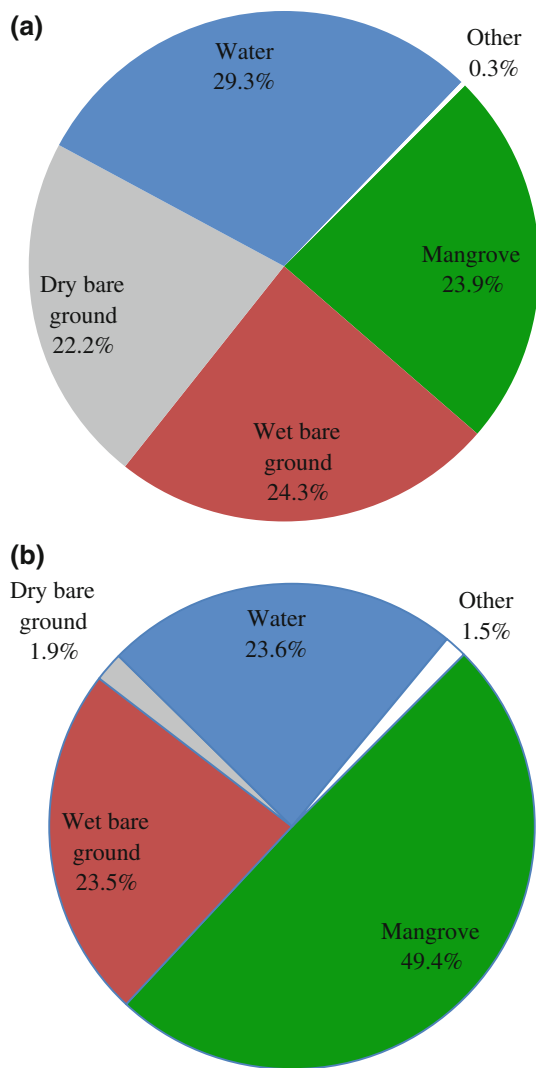 (a)
Water
29.3%
Other
0.3%
Mangrove
23.9%
Dry bare
ground
22.2%
Wet bare
ground
24.3%
(b)
Dry bare
ground
1.9%
Water
23.6%
Other
1.5%
Wet bare
ground
23.5%
Mangrove
49.4%